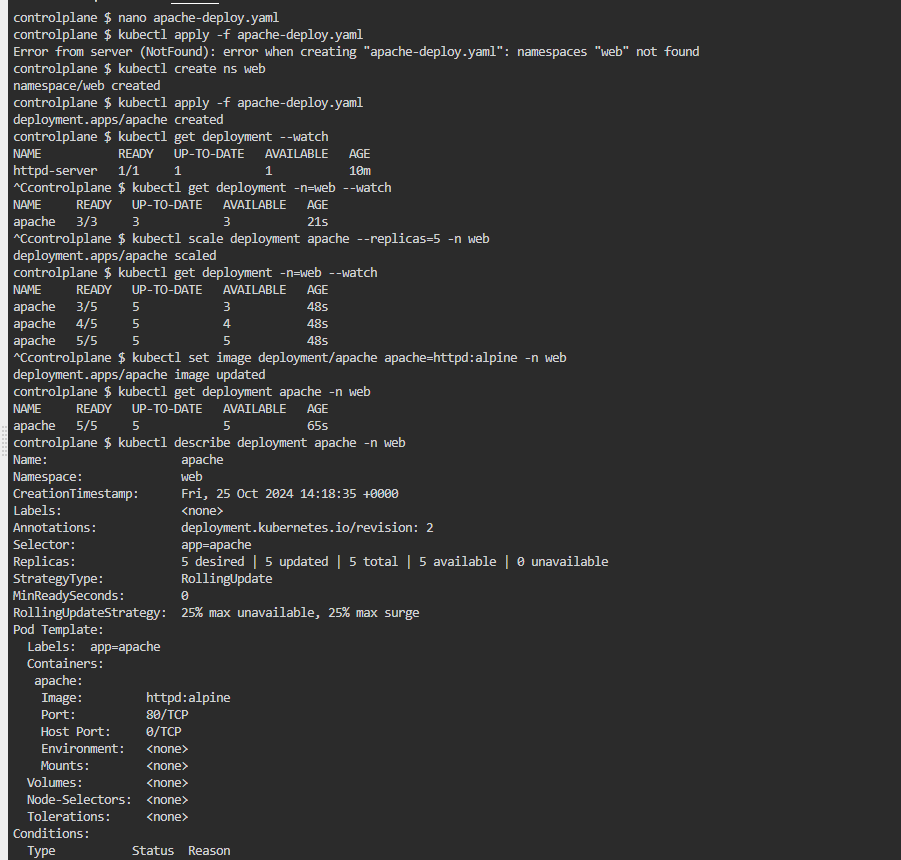 controlplane $ nano apache-deploy.yaml
controlplane $ kubectl apply -f apache-deploy.yaml
Error from server (NotFound): error when creating "apache-deploy.yaml": namespaces "web" not found
controlplane $ kubectl create ns web
namespace/web created
controlplane $ kubectl apply -f apache-deploy.yaml
deployment.apps/apache created
controlplane $ kubectl get deployment --watch
NAME           READY   UP-TO-DATE   AVAILABLE   AGE
httpd-server   1/1     1            1           10m
^Ccontrolplane $ kubectl get deployment -n=web --watch
NAME     READY   UP-TO-DATE   AVAILABLE   AGE
apache   3/3     3            3           21s
^Ccontrolplane $ kubectl scale deployment apache --replicas=5 -n web
deployment.apps/apache scaled
controlplane $ kubectl get deployment -n=web --watch
NAME     READY   UP-TO-DATE   AVAILABLE   AGE
apache   3/5     5            3           48s
apache   4/5     5            4           48s
apache   5/5     5            5           48s
^Ccontrolplane $ kubectl set image deployment/apache apache=httpd:alpine -n web
deployment.apps/apache image updated
controlplane $ kubectl get deployment apache -n web
NAME     READY   UP-TO-DATE   AVAILABLE   AGE
apache   5/5     5            5           65s
controlplane $ kubectl describe deployment apache -n web
Name:                   apache
Namespace:              web
CreationTimestamp:      Fri, 25 Oct 2024 14:18:35 +0000
Labels:                 <none>
Annotations:            deployment.kubernetes.io/revision: 2
Selector:               app=apache
Replicas:               5 desired | 5 updated | 5 total | 5 available | 0 unavailable
StrategyType:           RollingUpdate
MinReadySeconds:        0
RollingUpdateStrategy:  25% max unavailable, 25% max surge
Pod Template:
  Labels:  app=apache
  Containers:
   apache:
    Image:         httpd:alpine
    Port:          80/TCP
    Host Port:     0/TCP
    Environment:   <none>
    Mounts:        <none>
  Volumes:         <none>
  Node-Selectors:  <none>
  Tolerations:     <none>
Conditions:
  Type           Status  Reason